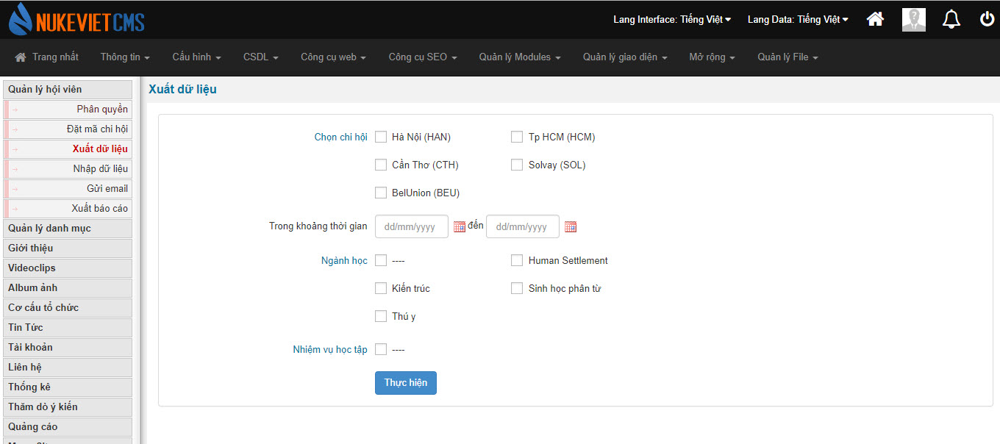 NUKEVIETCMS
Lang Interface: Tiếng Việt Lang Data: Tiếng Việt
Trang nhất Thông tin Cấu hình CSDL Công cụ web Công cụ SEO Quản lý Modules Quản lý giao diện Mở rộng Quản lý File
Quản lý hội viên
Phân quyền
Đặt mã chi hội
Xuất dữ liệu
Nhập dữ liệu
Gửi email
Xuất báo cáo
Quản lý danh mục
Giới thiệu
Videoclips
Album ảnh
Cơ cấu tổ chức
Tin Tức
Tài khoản
Liên hệ
Thống kê
Thăm dò ý kiến
Quảng cáo
Xuất dữ liệu
Chọn chi hội Hà Nội (HAN) Tp HCM (HCM)
Cần Thơ (CTH) Solvay (SOL)
BelUnion (BEU)
Trong khoảng thời gian dd/mm/yyyy đến dd/mm/yyyy
Ngành học ---- Human Settlement
Kiến trúc Sinh học phân từ
Thú y
Nhiệm vụ học tập ----
Thực hiện